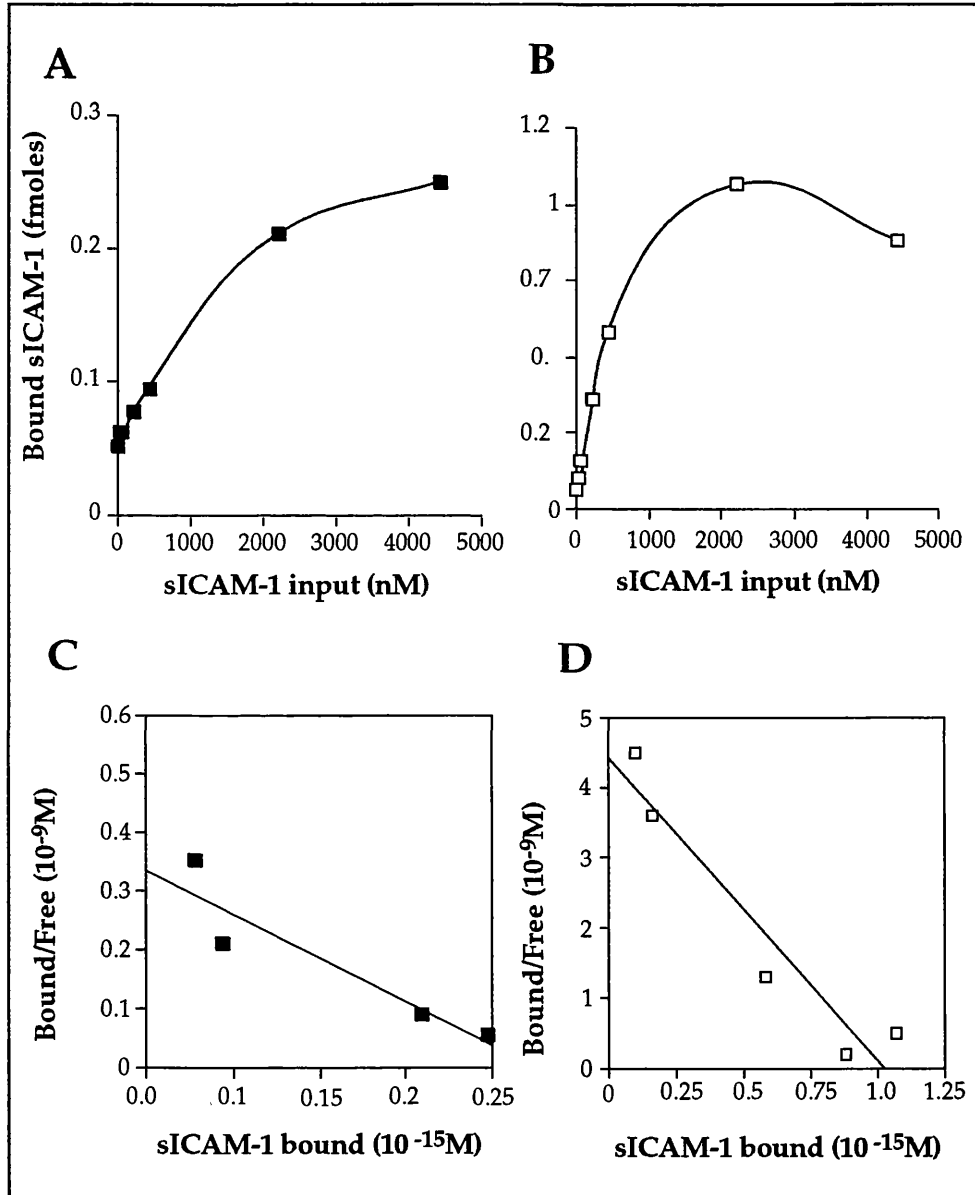 A
B
Bound sICAM-1 (fmoles)
0.3
0.2
0.1
0
0 1000 2000 3000 4000 5000
sICAM-1 input (nM)
1.2
1
0.7
0.
0.2
0
0 1000 2000 3000 4000 5000
sICAM-1 input (nM)
C
D
Bound/Free (10-9M)
0.6
0.5
0.4
0.3
0.2
0.1
0
0.0 0.1 0.15 0.2 0.25
sICAM-1 bound (10 -15M)
Bound/Free (10-9M)
5
4
3
2
1
0
0 0.25 0.5 0.75 1.0 1.25
sICAM-1 bound (10 -15M)